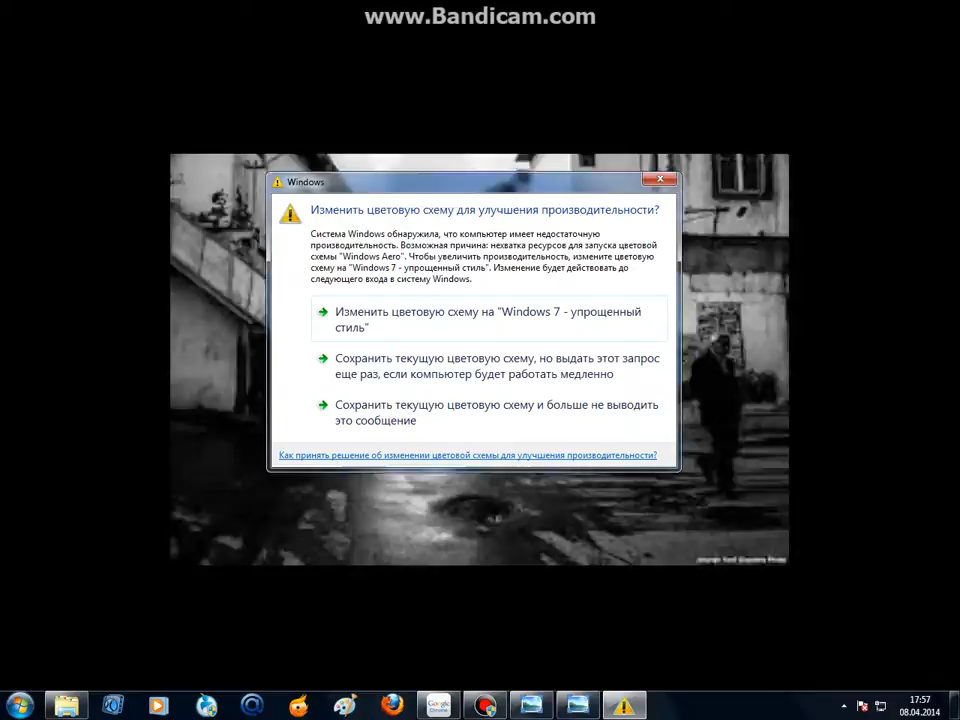 www.Bandicam.com
Windows
Изменить цветовую схему для улучшения производительности?
Система Windows обнаружила, что компьютер имеет недостаточную
производительность. Возможная причина: нехватка ресурсов для запуска цветовой
схемы "Windows Aero". Чтобы увеличить производительность, измените цветовую
схему на "Windows 7 - упрощенный стиль". Изменение будет действовать до
следующего входа в систему Windows.
Изменить цветовую схему на "Windows 7 - упрощенный
стиль"
Сохранить текущую цветовую схему, но выдать этот запрос
еще раз, если компьютер будет работать медленно
Сохранить текущую цветовую схему и больше не выводить
это сообщение
Как принять решение об изменении цветовой схемы для улучшения производительности?
Google
17:57
08.04.2014